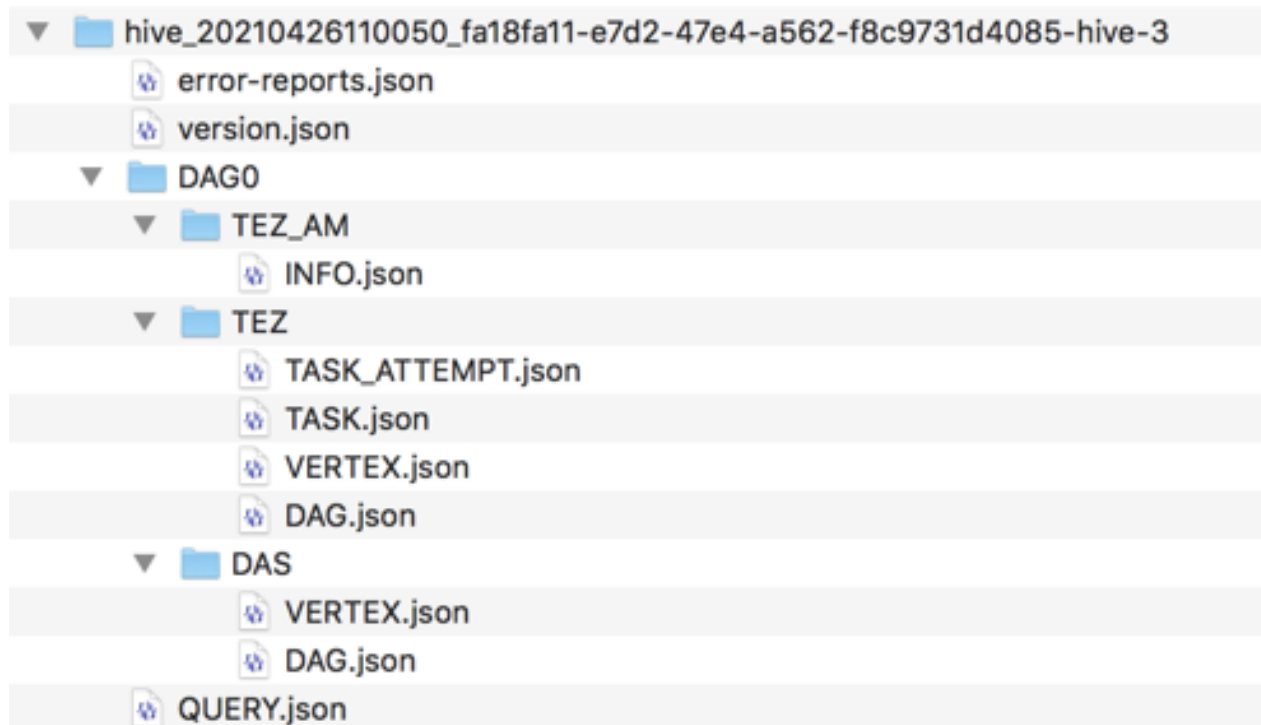 hive_20210426110050_fa18fa11-e7d2-47e4-a562-f8c9731d4085-hive-3
error-reports.json
version.json
DAG0
TEZ_AM
INFO.json
TEZ
TASK_ATTEMPT.json
TASK.json
VERTEX.json
DAG.json
DAS
VERTEX.json
DAG.json
QUERY.json